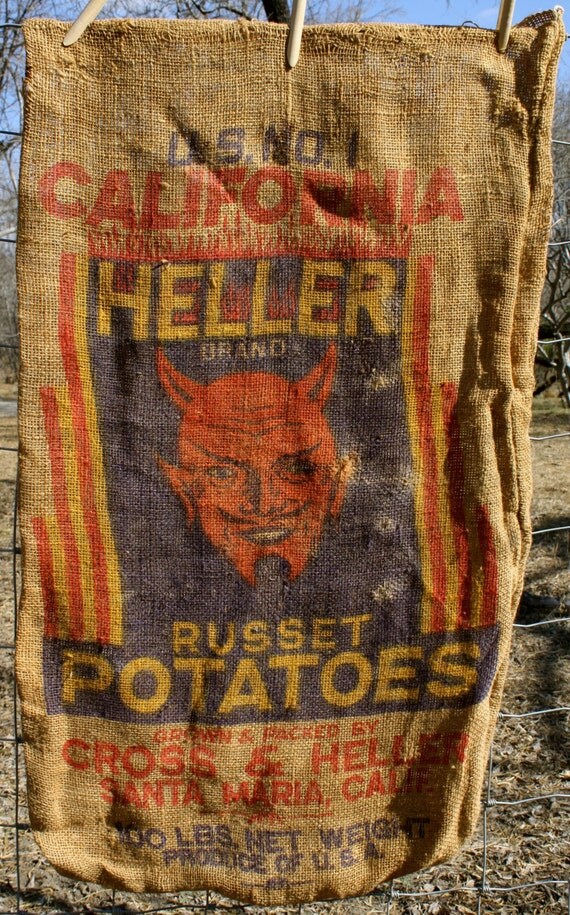 U.S. NO. 1
CALIFORNIA
HELLER
BRAND
RUSSET
POTATOES
GROWN & PACKED BY
CROSS & HELLER
SANTA MARIA, CALIF.
100 LBS. NET WEIGHT
PRODUCE OF U.S.A.